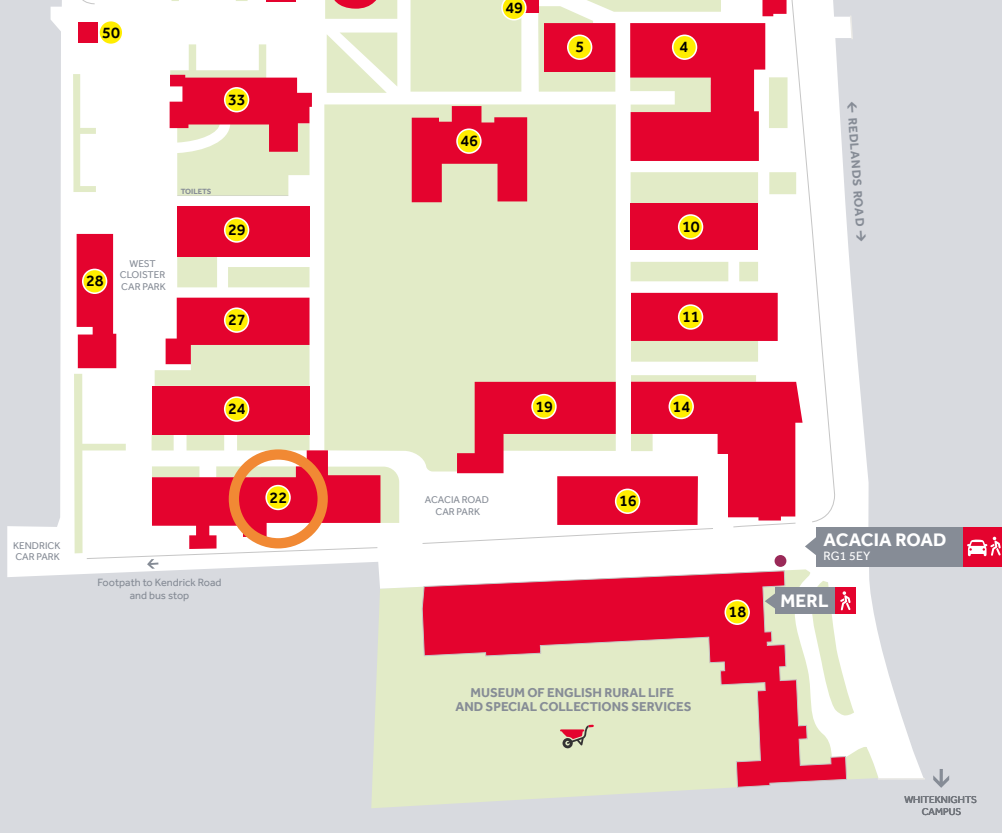 49
50
5
4
33
46
← REDLANDS ROAD →
TOILETS
29
10
WEST
CLOISTER
CAR PARK
28
27
11
24
19
14
22
16
ACACIA ROAD
CAR PARK
KENDRICK
CAR PARK
←
Footpath to Kendrick Road
and bus stop
ACACIA ROAD
RG1 5EY
MERL
18
MUSEUM OF ENGLISH RURAL LIFE
AND SPECIAL COLLECTIONS SERVICES
↓
WHITEKNIGHTS
CAMPUS